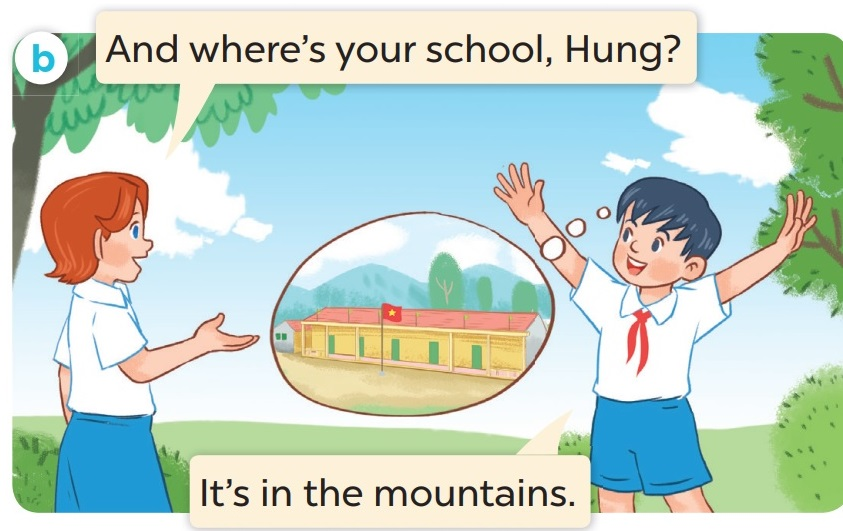 b
And where's your school, Hung?
It's in the mountains.